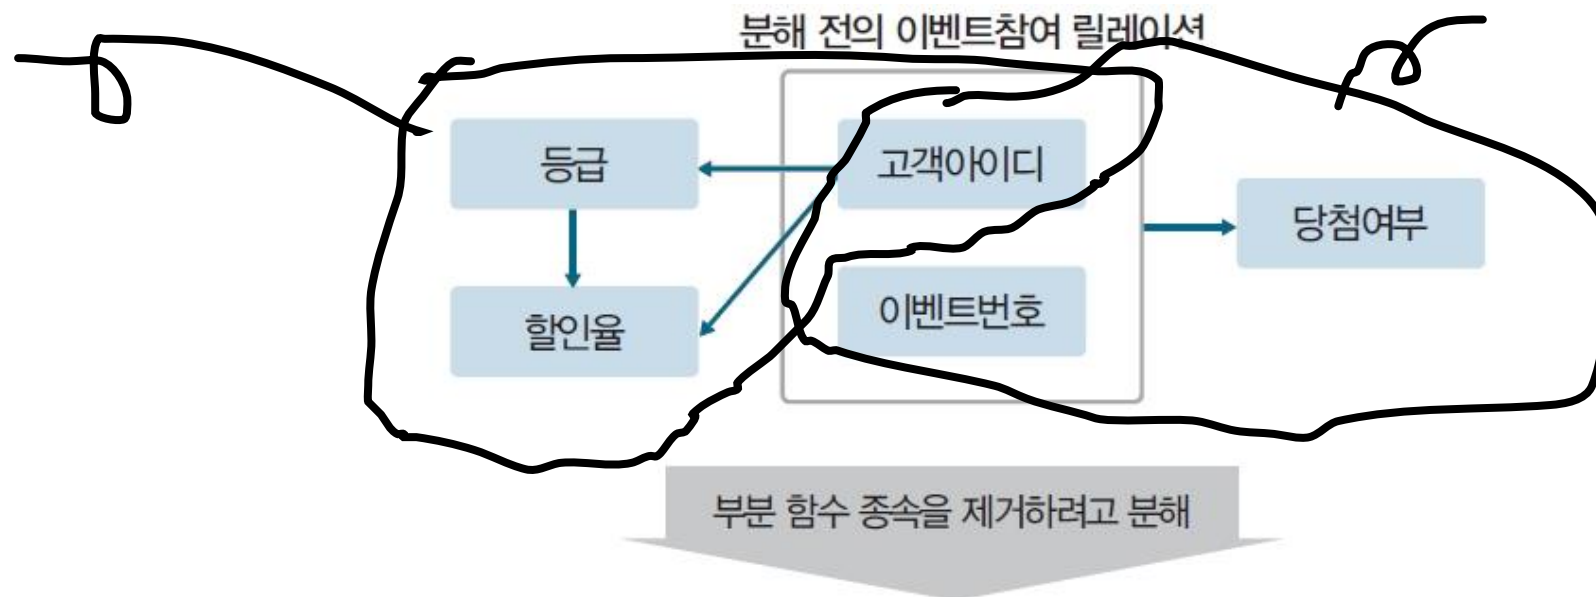 분해 전의 이벤트참여 릴레이션
등급
고객아이디
당첨여부
할인율
이벤트번호
부분 함수 종속을 제거하려고 분해